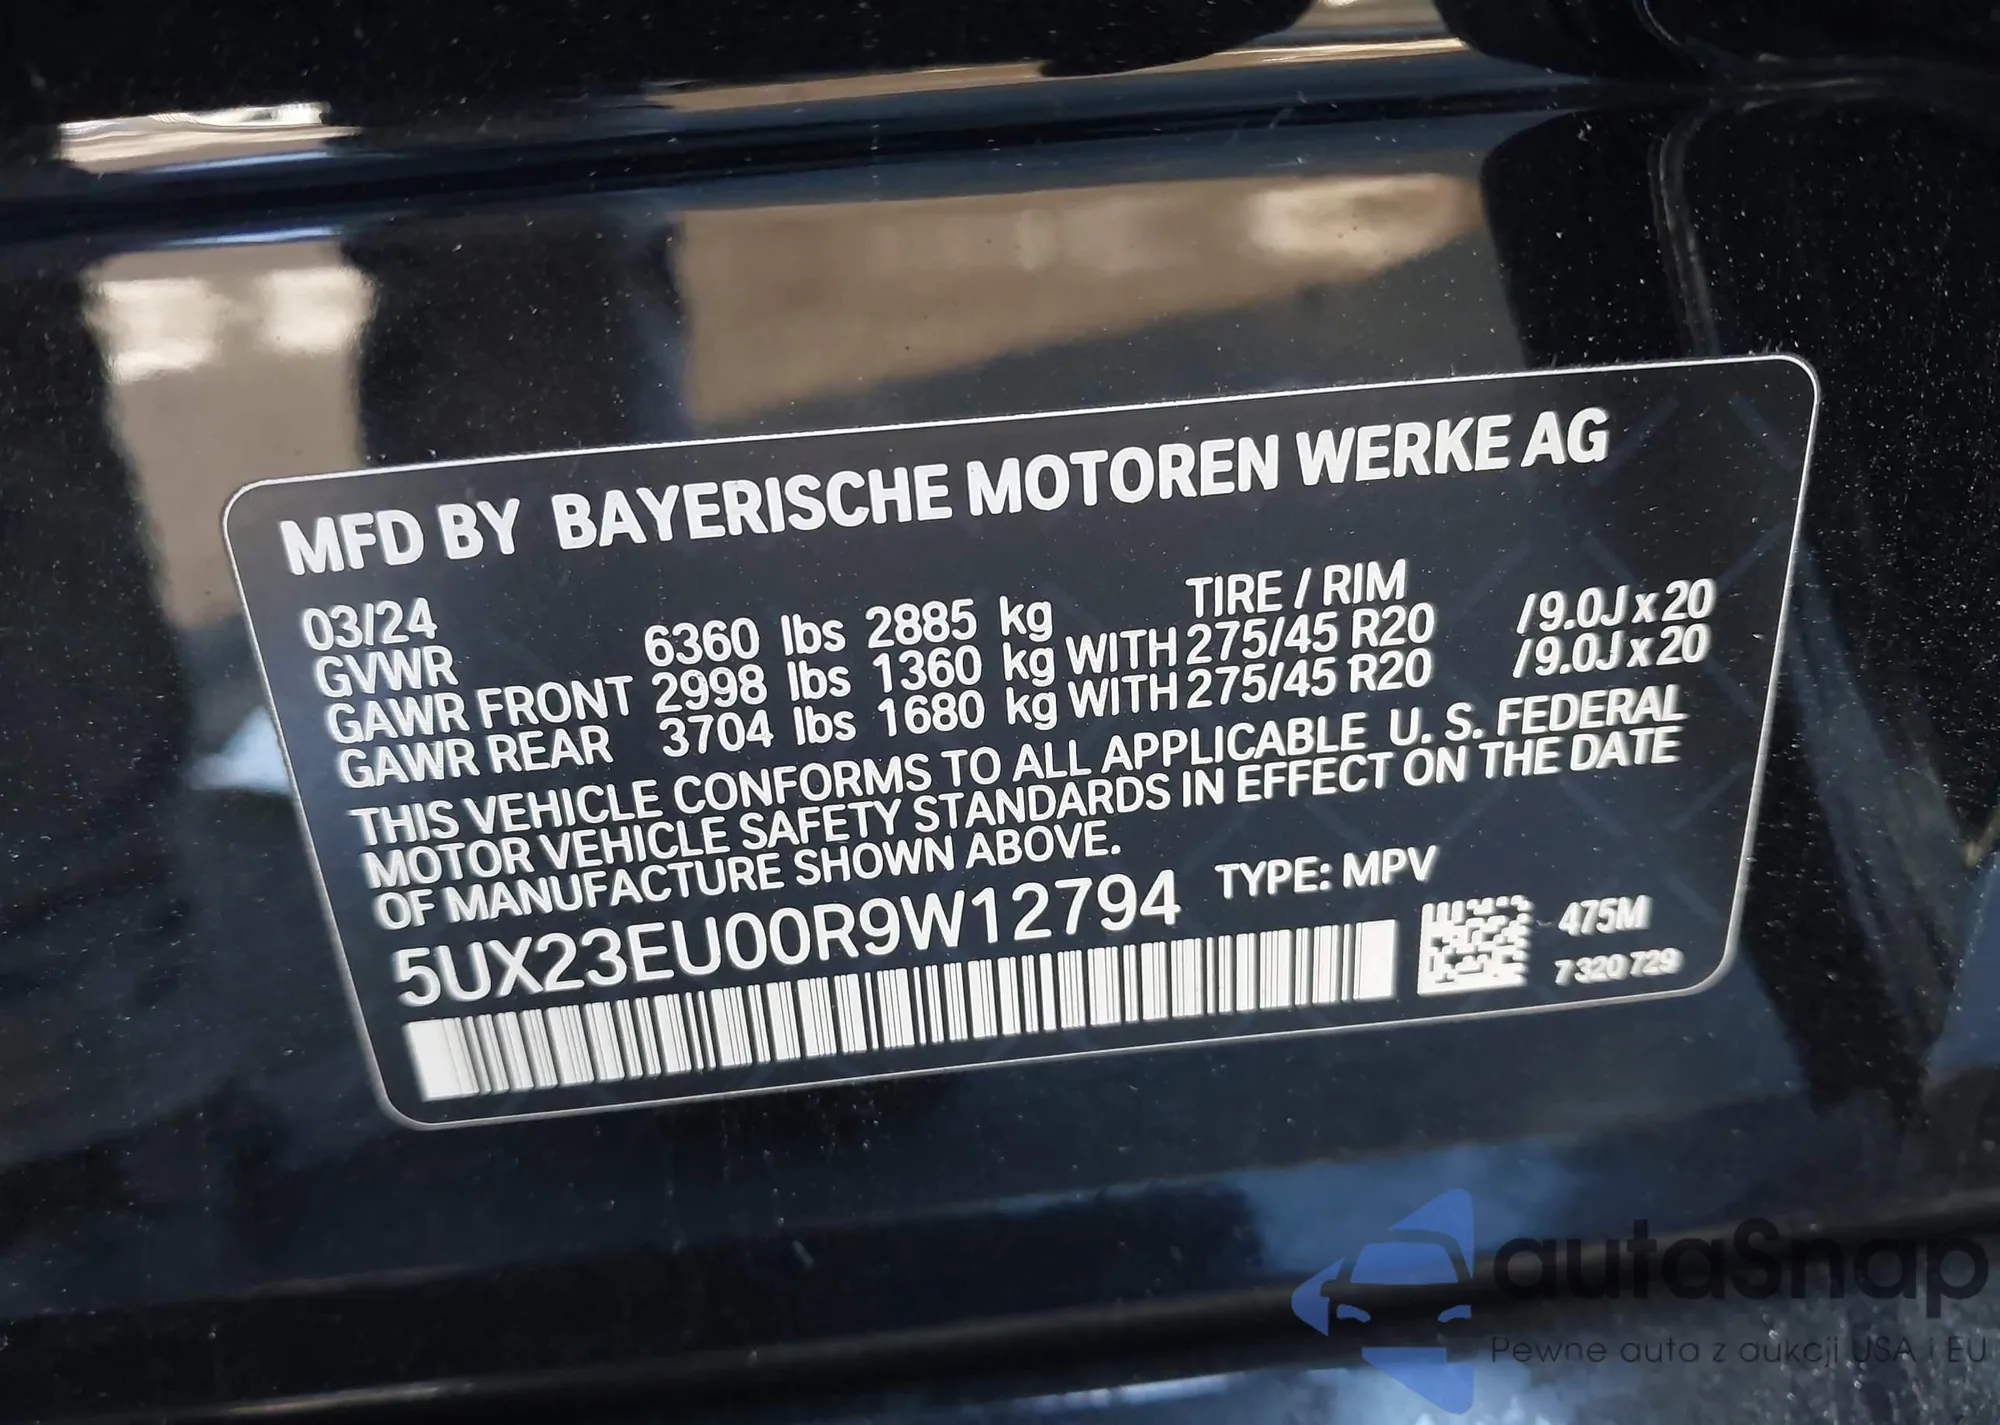 MFD BY BAYERISCHE MOTOREN WERKE AG
03/24 TIRE / RIM
GVWR 6360 lbs 2885 kg
GAWR FRONT 2998 lbs 1360 kg WITH 275/45 R20 /9.0J x 20
GAWR REAR 3704 lbs 1680 kg WITH 275/45 R20 /9.0J x 20
THIS VEHICLE CONFORMS TO ALL APPLICABLE U. S. FEDERAL
MOTOR VEHICLE SAFETY STANDARDS IN EFFECT ON THE DATE
OF MANUFACTURE SHOWN ABOVE.
5UX23EU00R9W12794 TYPE: MPV
475M
7 320 729
autaSnap
Pewne auta z aukcji USA i EU